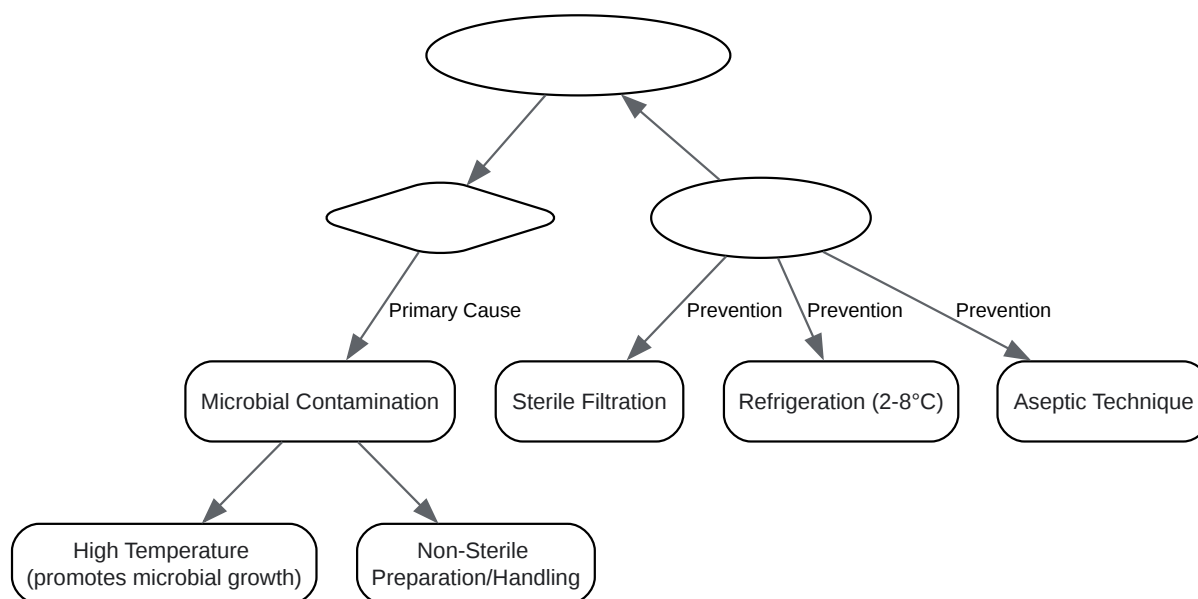 Primary Cause
Prevention
Prevention
Prevention
Microbial Contamination
Sterile Filtration
Refrigeration (2-8°C)
Aseptic Technique
High Temperature
(promotes microbial growth)
Non-Sterile
Preparation/Handling